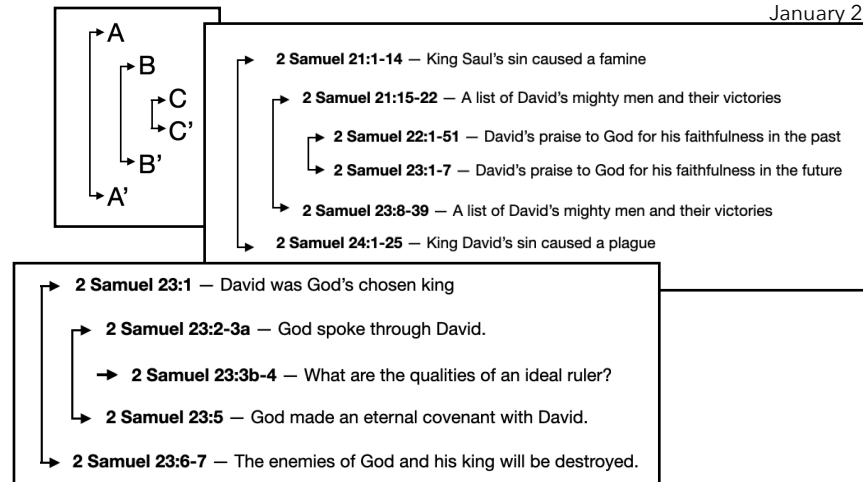 January 2
A
B
C
C'
B'
A'
2 Samuel 21:1-14 — King Saul's sin caused a famine
2 Samuel 21:15-22 — A list of David's mighty men and their victories
2 Samuel 22:1-51 — David's praise to God for his faithfulness in the past
2 Samuel 23:1-7 — David's praise to God for his faithfulness in the future
2 Samuel 23:8-39 — A list of David's mighty men and their victories
2 Samuel 24:1-25 — King David's sin caused a plague
2 Samuel 23:1 — David was God's chosen king
2 Samuel 23:2-3a — God spoke through David.
2 Samuel 23:3b-4 — What are the qualities of an ideal ruler?
2 Samuel 23:5 — God made an eternal covenant with David.
2 Samuel 23:6-7 — The enemies of God and his king will be destroyed.